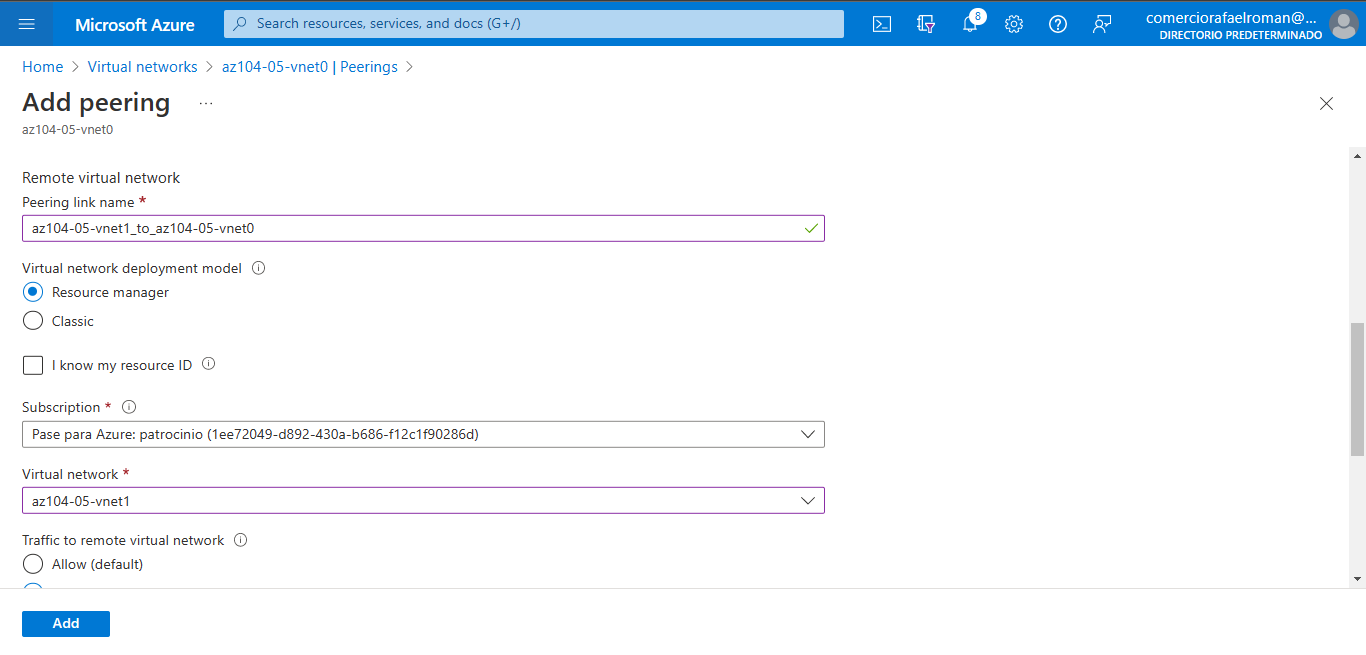 Microsoft Azure
Search resources, services, and docs (G+/)
8
comerciorafaelroman@...
DIRECTORIO PREDETERMINADO
Home > Virtual networks > az104-05-vnet0 | Peerings >
Add peering ...
az104-05-vnet0
Remote virtual network
Peering link name *
az104-05-vnet1_to_az104-05-vnet0
Virtual network deployment model
Resource manager
Classic
I know my resource ID
Subscription *
Pase para Azure: patrocinio (1ee72049-d892-430a-b686-f12c1f90286d)
Virtual network *
az104-05-vnet1
Traffic to remote virtual network
Allow (default)
Add